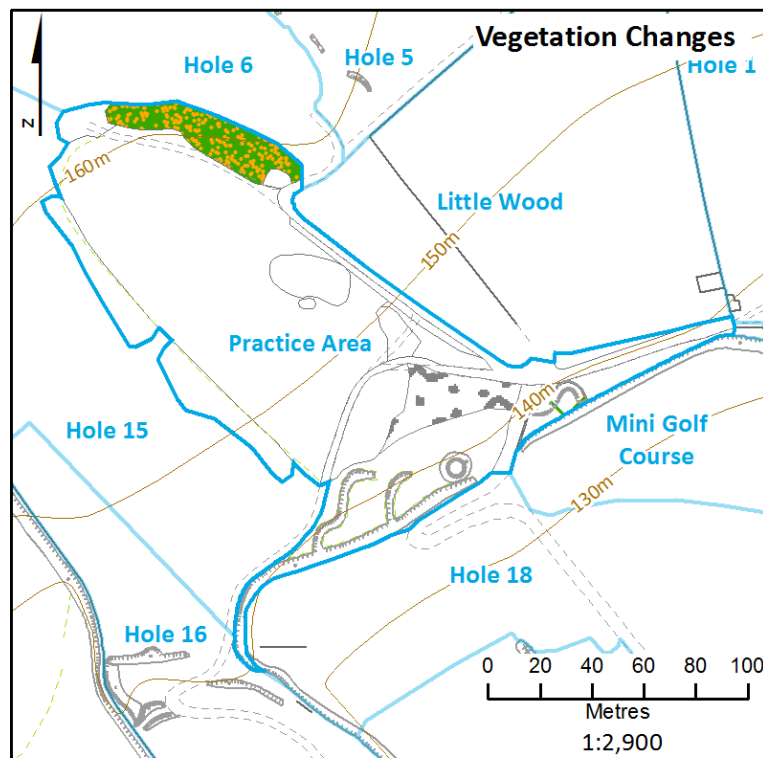 Vegetation Changes
Hole 6
Hole 5
Hole 1
N
160m
Little Wood
150m
Practice Area
140m
Hole 15
Mini Golf
Course
130m
Hole 18
Hole 16
0 20 40 60 80 100
Metres
1:2,900